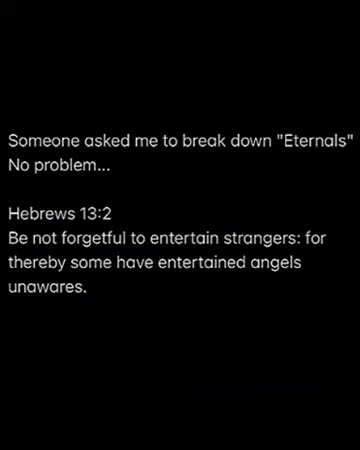 Someone asked me to break down "Eternals"
No problem...
Hebrews 13:2
Be not forgetful to entertain strangers: for
thereby some have entertained angels
unawares.